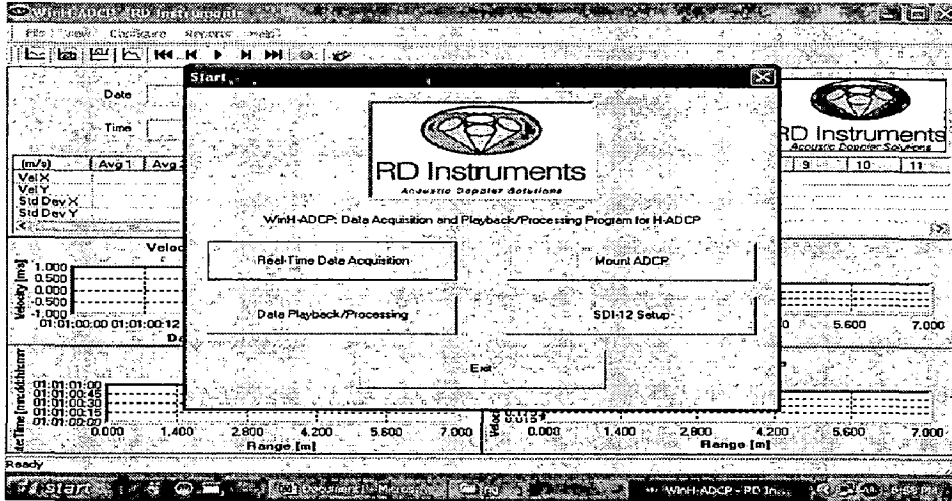 WinH-ADCP - RD Instruments
File View Configure Reports Help
Start
Date
Time
RD Instruments
Acoustic Doppler Solutions
RD Instruments
Acoustic Doppler Solutions
(m/s) Avg 1 Avg 9 10 11
Vel X
Vel Y
Std Dev X
Std Dev Y
WinH-ADCP: Data Acquisition and Playback/Processing Program for H-ADCP
Real-Time Data Acquisition
Mount ADCP
Data Playback/Processing
SDI-12 Setup
Exit
Veloc
Velocity [m/s]
1.000
0.500
0.000
-0.500
-1.000
01:01:00:00 01:01:00:12
5.600 7.000
01:01:01:00
01:01:00:45
01:01:00:30
01:01:00:15
01:01:00:00
0.000 1.400 2.800 4.200 5.600 7.000
Range [m]
0.000 1.400 2.800 4.200 5.600 7.000
Range [m]
Ready
start
WinH-ADCP - RD In...